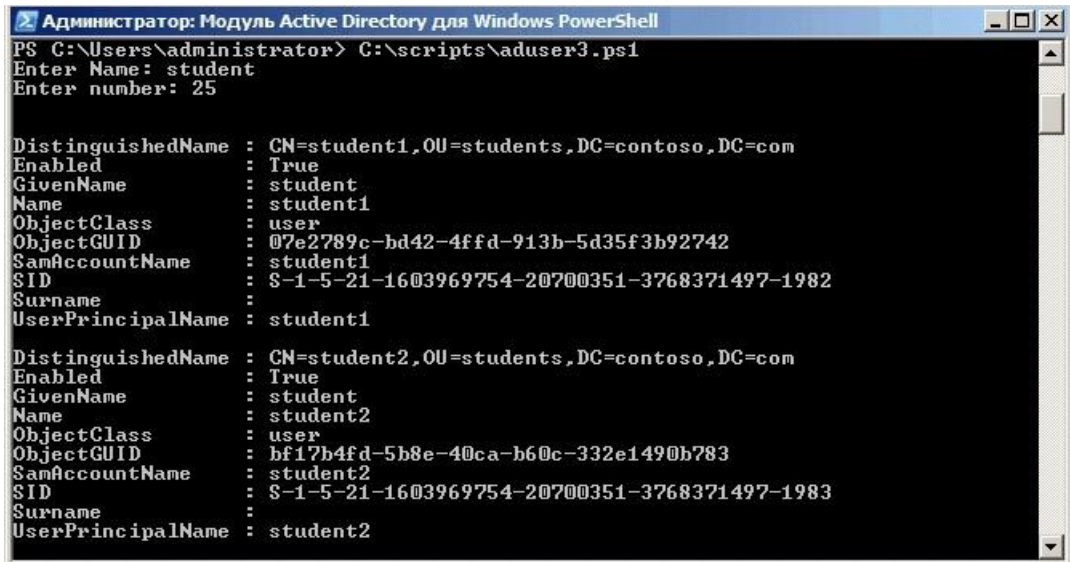 Администратор: Модуль Active Directory для Windows PowerShell
PS C:\Users\administrator> C:\scripts\aduser3.ps1
Enter Name: student
Enter number: 25
DistinguishedName : CN=student1,OU=students,DC=contoso,DC=com
Enabled : True
GivenName : student
Name : student1
ObjectClass : user
ObjectGUID : 07e2789c-bd42-4ffd-913b-5d35f3b92742
SamAccountName : student1
SID : S-1-5-21-1603969754-20700351-3768371497-1982
Surname :
UserPrincipalName : student1
DistinguishedName : CN=student2,OU=students,DC=contoso,DC=com
Enabled : True
GivenName : student
Name : student2
ObjectClass : user
ObjectGUID : bf17b4fd-5b8e-40ca-b60c-332e1490b783
SamAccountName : student2
SID : S-1-5-21-1603969754-20700351-3768371497-1983
Surname :
UserPrincipalName : student2